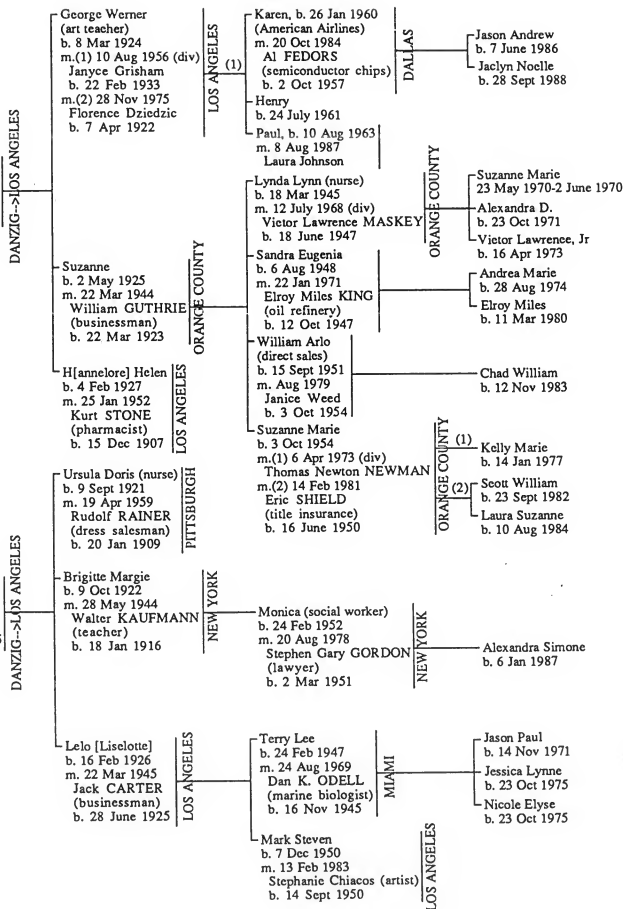 George Werner
(art teacher)
b. 8 Mar 1924
m.(1) 10 Aug 1956 (div)
Janyce Grisham
b. 22 Feb 1933
m.(2) 28 Nov 1975
Florence Dziedzic
b. 7 Apr 1922
LOS ANGELES
(1)
Karen, b. 26 Jan 1960
(American Airlines)
m. 20 Oct 1984
Al FEDORS
(semiconductor chips)
b. 2 Oct 1957
DALLAS
Jason Andrew
b. 7 June 1986
Jaclyn Noelle
b. 28 Sept 1988
Henry
b. 24 July 1961
Paul, b. 10 Aug 1963
m. 8 Aug 1987
Laura Johnson
DANZIG-->LOS ANGELES
Suzanne
b. 2 May 1925
m. 22 Mar 1944
William GUTHRIE
(businessman)
b. 22 Mar 1923
ORANGE COUNTY
Lynda Lynn (nurse)
b. 18 Mar 1945
m. 12 July 1968 (div)
Victor Lawrence MASKEY
b. 18 June 1947
ORANGE COUNTY
Suzanne Marie
23 May 1970-2 June 1970
Alexandra D.
b. 23 Oct 1971
Victor Lawrence, Jr
b. 16 Apr 1973
Sandra Eugenia
b. 6 Aug 1948
m. 22 Jan 1971
Elroy Miles KING
(oil refinery)
b. 12 Oct 1947
Andrea Marie
b. 28 Aug 1974
Elroy Miles
b. 11 Mar 1980
William Arlo
(direct sales)
b. 15 Sept 1951
m. Aug 1979
Janice Weed
b. 3 Oct 1954
Chad William
b. 12 Nov 1983
Suzanne Marie
b. 3 Oct 1954
m.(1) 6 Apr 1973 (div)
Thomas Newton NEWMAN
m.(2) 14 Feb 1981
Eric SHIELD
(title insurance)
b. 16 June 1950
ORANGE COUNTY
(1)
Kelly Marie
b. 14 Jan 1977
(2)
Scott William
b. 23 Sept 1982
Laura Suzanne
b. 10 Aug 1984
H[annelore] Helen
b. 4 Feb 1927
m. 25 Jan 1952
Kurt STONE
(pharmacist)
b. 15 Dec 1907
LOS ANGELES
DANZIG-->LOS ANGELES
Ursula Doris (nurse)
b. 9 Sept 1921
m. 19 Apr 1959
Rudolf RAINER
(dress salesman)
b. 20 Jan 1909
PITTSBURGH
Brigitte Margie
b. 9 Oct 1922
m. 28 May 1944
Walter KAUFMANN
(teacher)
b. 18 Jan 1916
NEW YORK
Monica (social worker)
b. 24 Feb 1952
m. 20 Aug 1978
Stephen Gary GORDON
(lawyer)
b. 2 Mar 1951
NEW YORK
Alexandra Simone
b. 6 Jan 1987
Lelo [Liselotte]
b. 16 Feb 1926
m. 22 Mar 1945
Jack CARTER
(businessman)
b. 28 June 1925
LOS ANGELES
Terry Lee
b. 24 Feb 1947
m. 24 Aug 1969
Dan K. ODELL
(marine biologist)
b. 16 Nov 1945
MIAMI
Jason Paul
b. 14 Nov 1971
Jessica Lynne
b. 23 Oct 1975
Nicole Elyse
b. 23 Oct 1975
Mark Steven
b. 7 Dec 1950
m. 13 Feb 1983
Stephanie Chiacos (artist)
b. 14 Sept 1950
LOS ANGELES